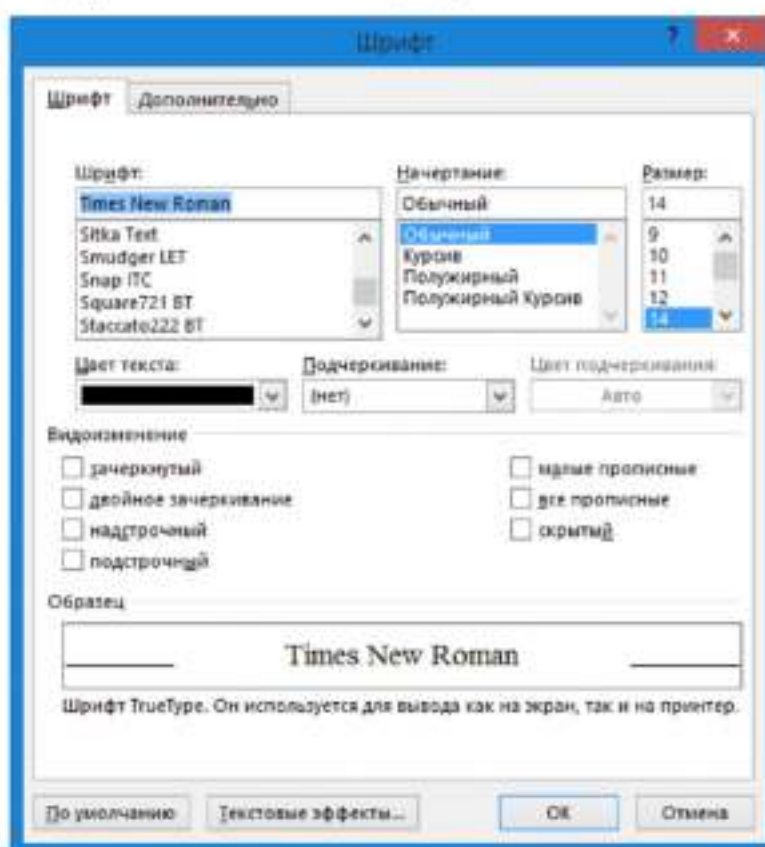 Шрифт ?
Шрифт Дополнительно
Шрифт: Начертание: Размер:
Times New Roman Обычный 14
Sitka Text Обычный 9
Smudger LET Курсив 10
Snap ITC Полужирный 11
Square721 BT Полужирный Курсив 12
Staccato222 BT 14
Цвет текста: Подчеркивание: Цвет подчеркивания:
(нет) Авто
Видоизменение
зачеркнутый малые прописные
двойное зачеркивание все прописные
надстрочный скрытый
подстрочный
Образец
Times New Roman
Шрифт TrueType. Он используется для вывода как на экран, так и на принтер.
По умолчанию Текстовые эффекты... ОК Отмена